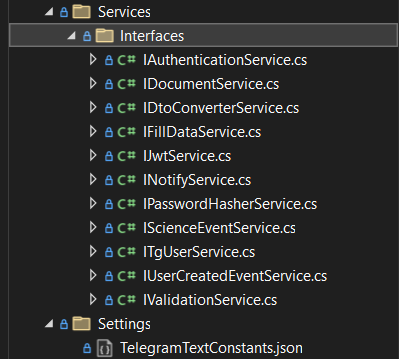 Services
Interfaces
C# IAuthenticationService.cs
C# IDocumentService.cs
C# IDtoConverterService.cs
C# IFillDataService.cs
C# IJwtService.cs
C# INotifyService.cs
C# IPasswordHasherService.cs
C# IScienceEventService.cs
C# ITgUserService.cs
C# IUserCreatedEventService.cs
C# IValidationService.cs
Settings
TelegramTextConstants.json